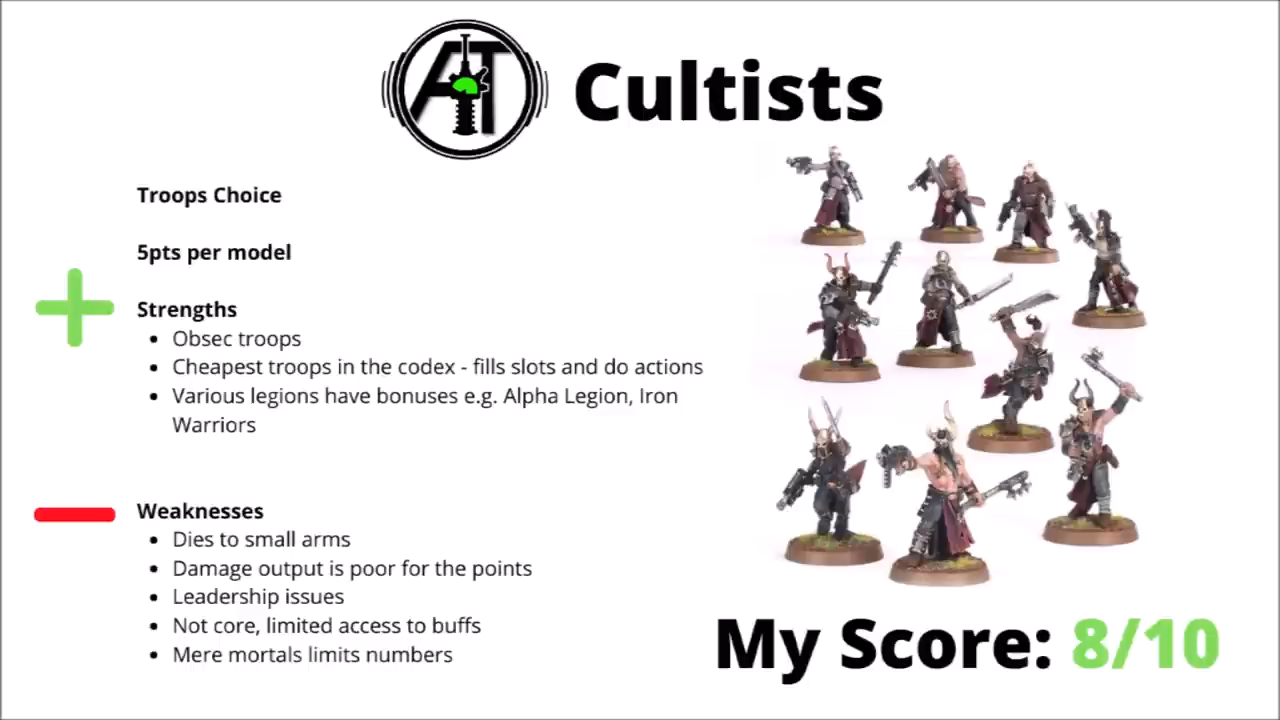 AT
Cultists
Troops Choice
5pts per model
Strengths
• Obsec troops
• Cheapest troops in the codex - fills slots and do actions
• Various legions have bonuses e.g. Alpha Legion, Iron
Warriors
Weaknesses
• Dies to small arms
• Damage output is poor for the points
• Leadership issues
• Not core, limited access to buffs
• Mere mortals limits numbers
My Score: 8/10